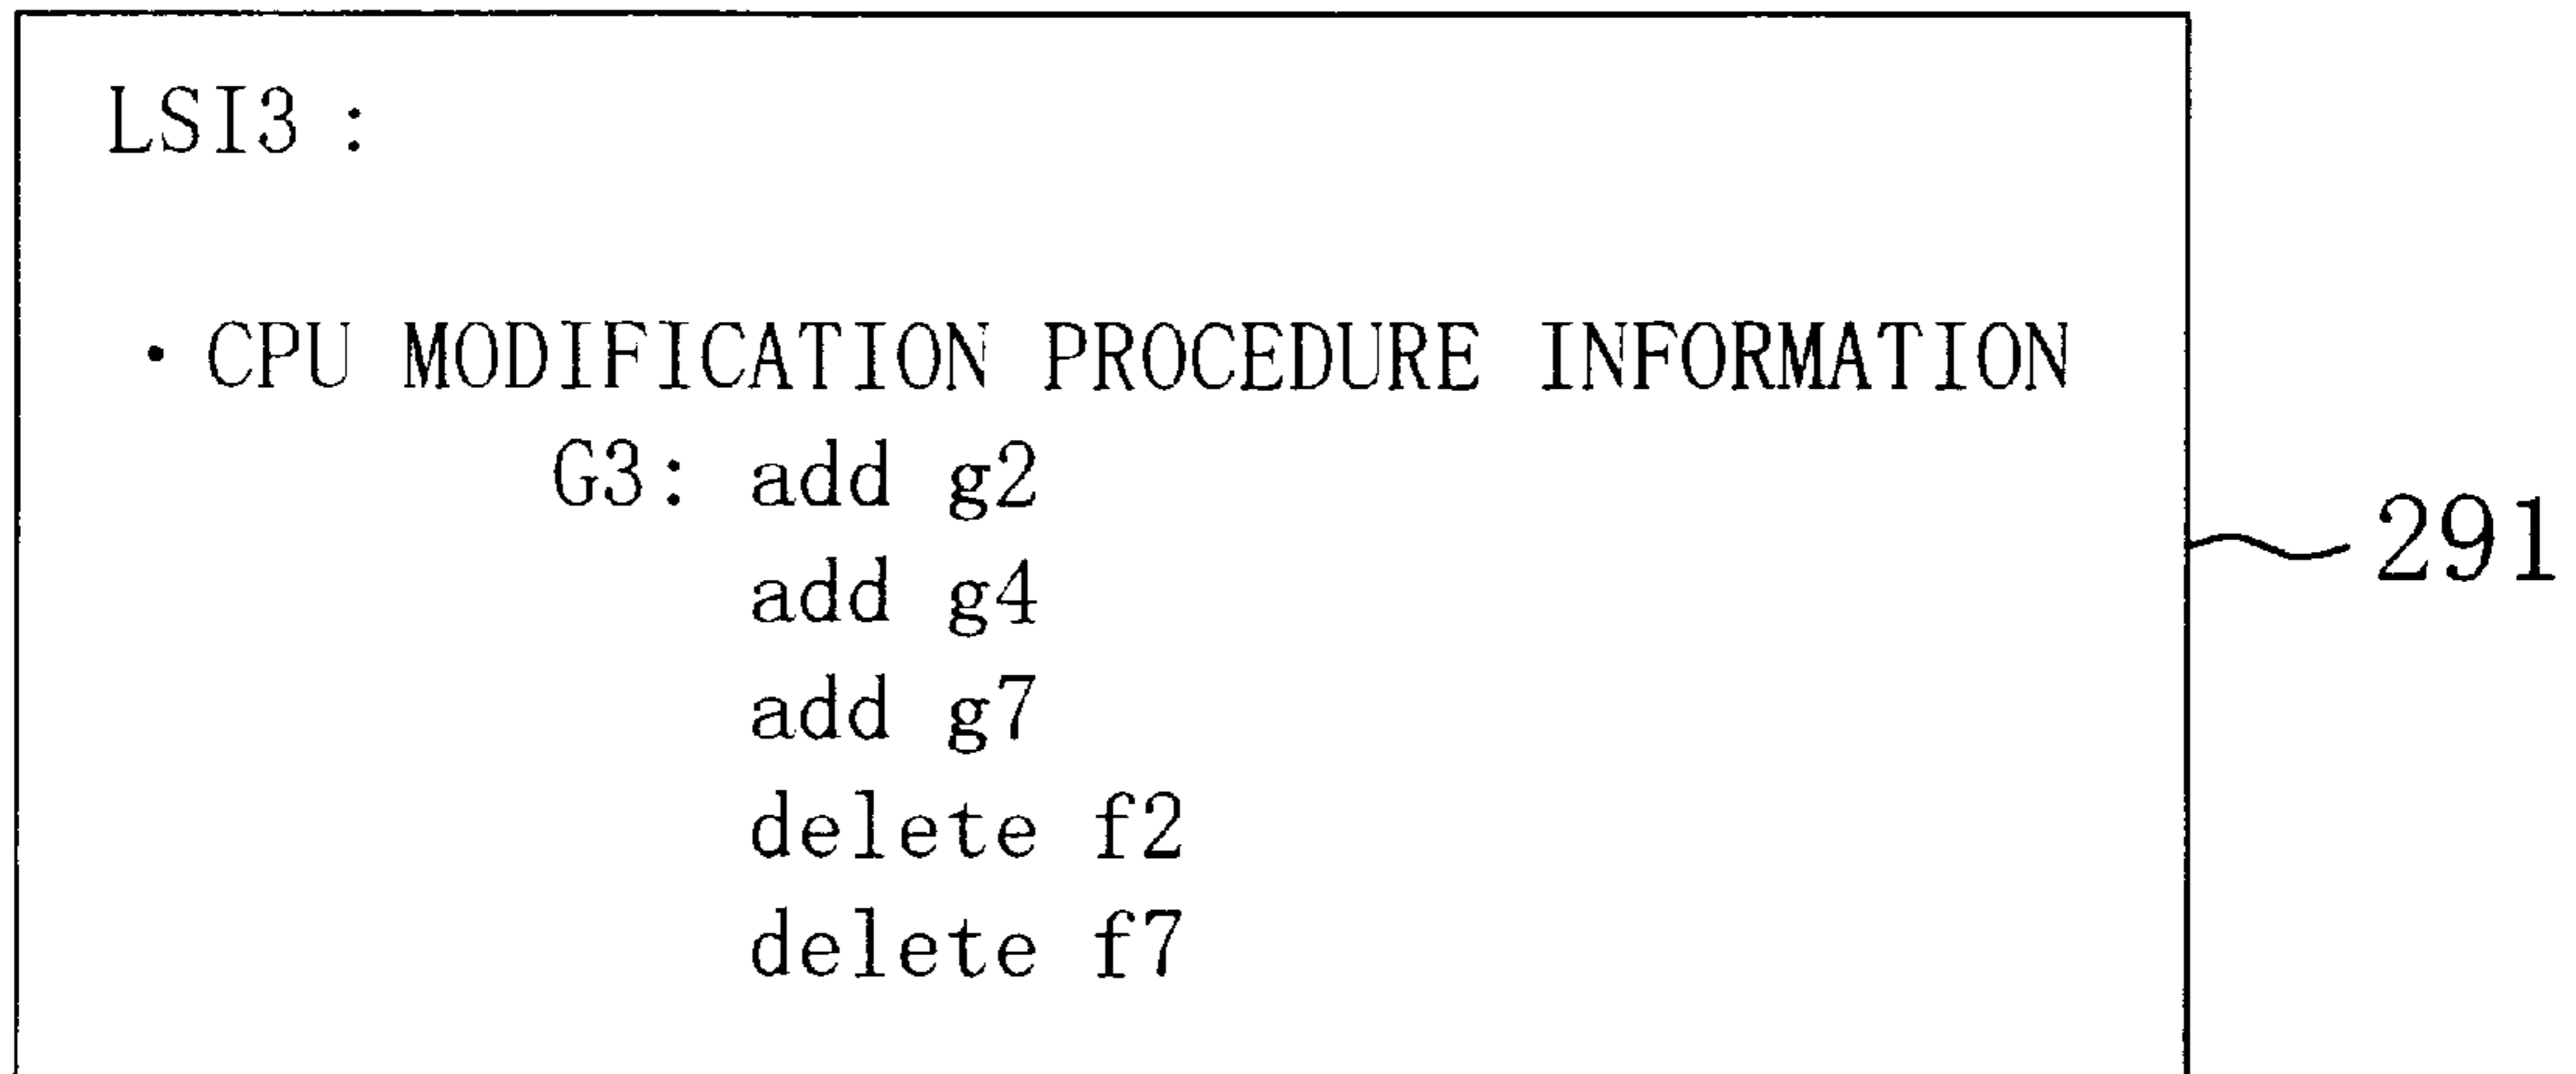 LSI3 :
・CPU MODIFICATION PROCEDURE INFORMATION
G3: add g2
add g4
add g7
delete f2
delete f7
291